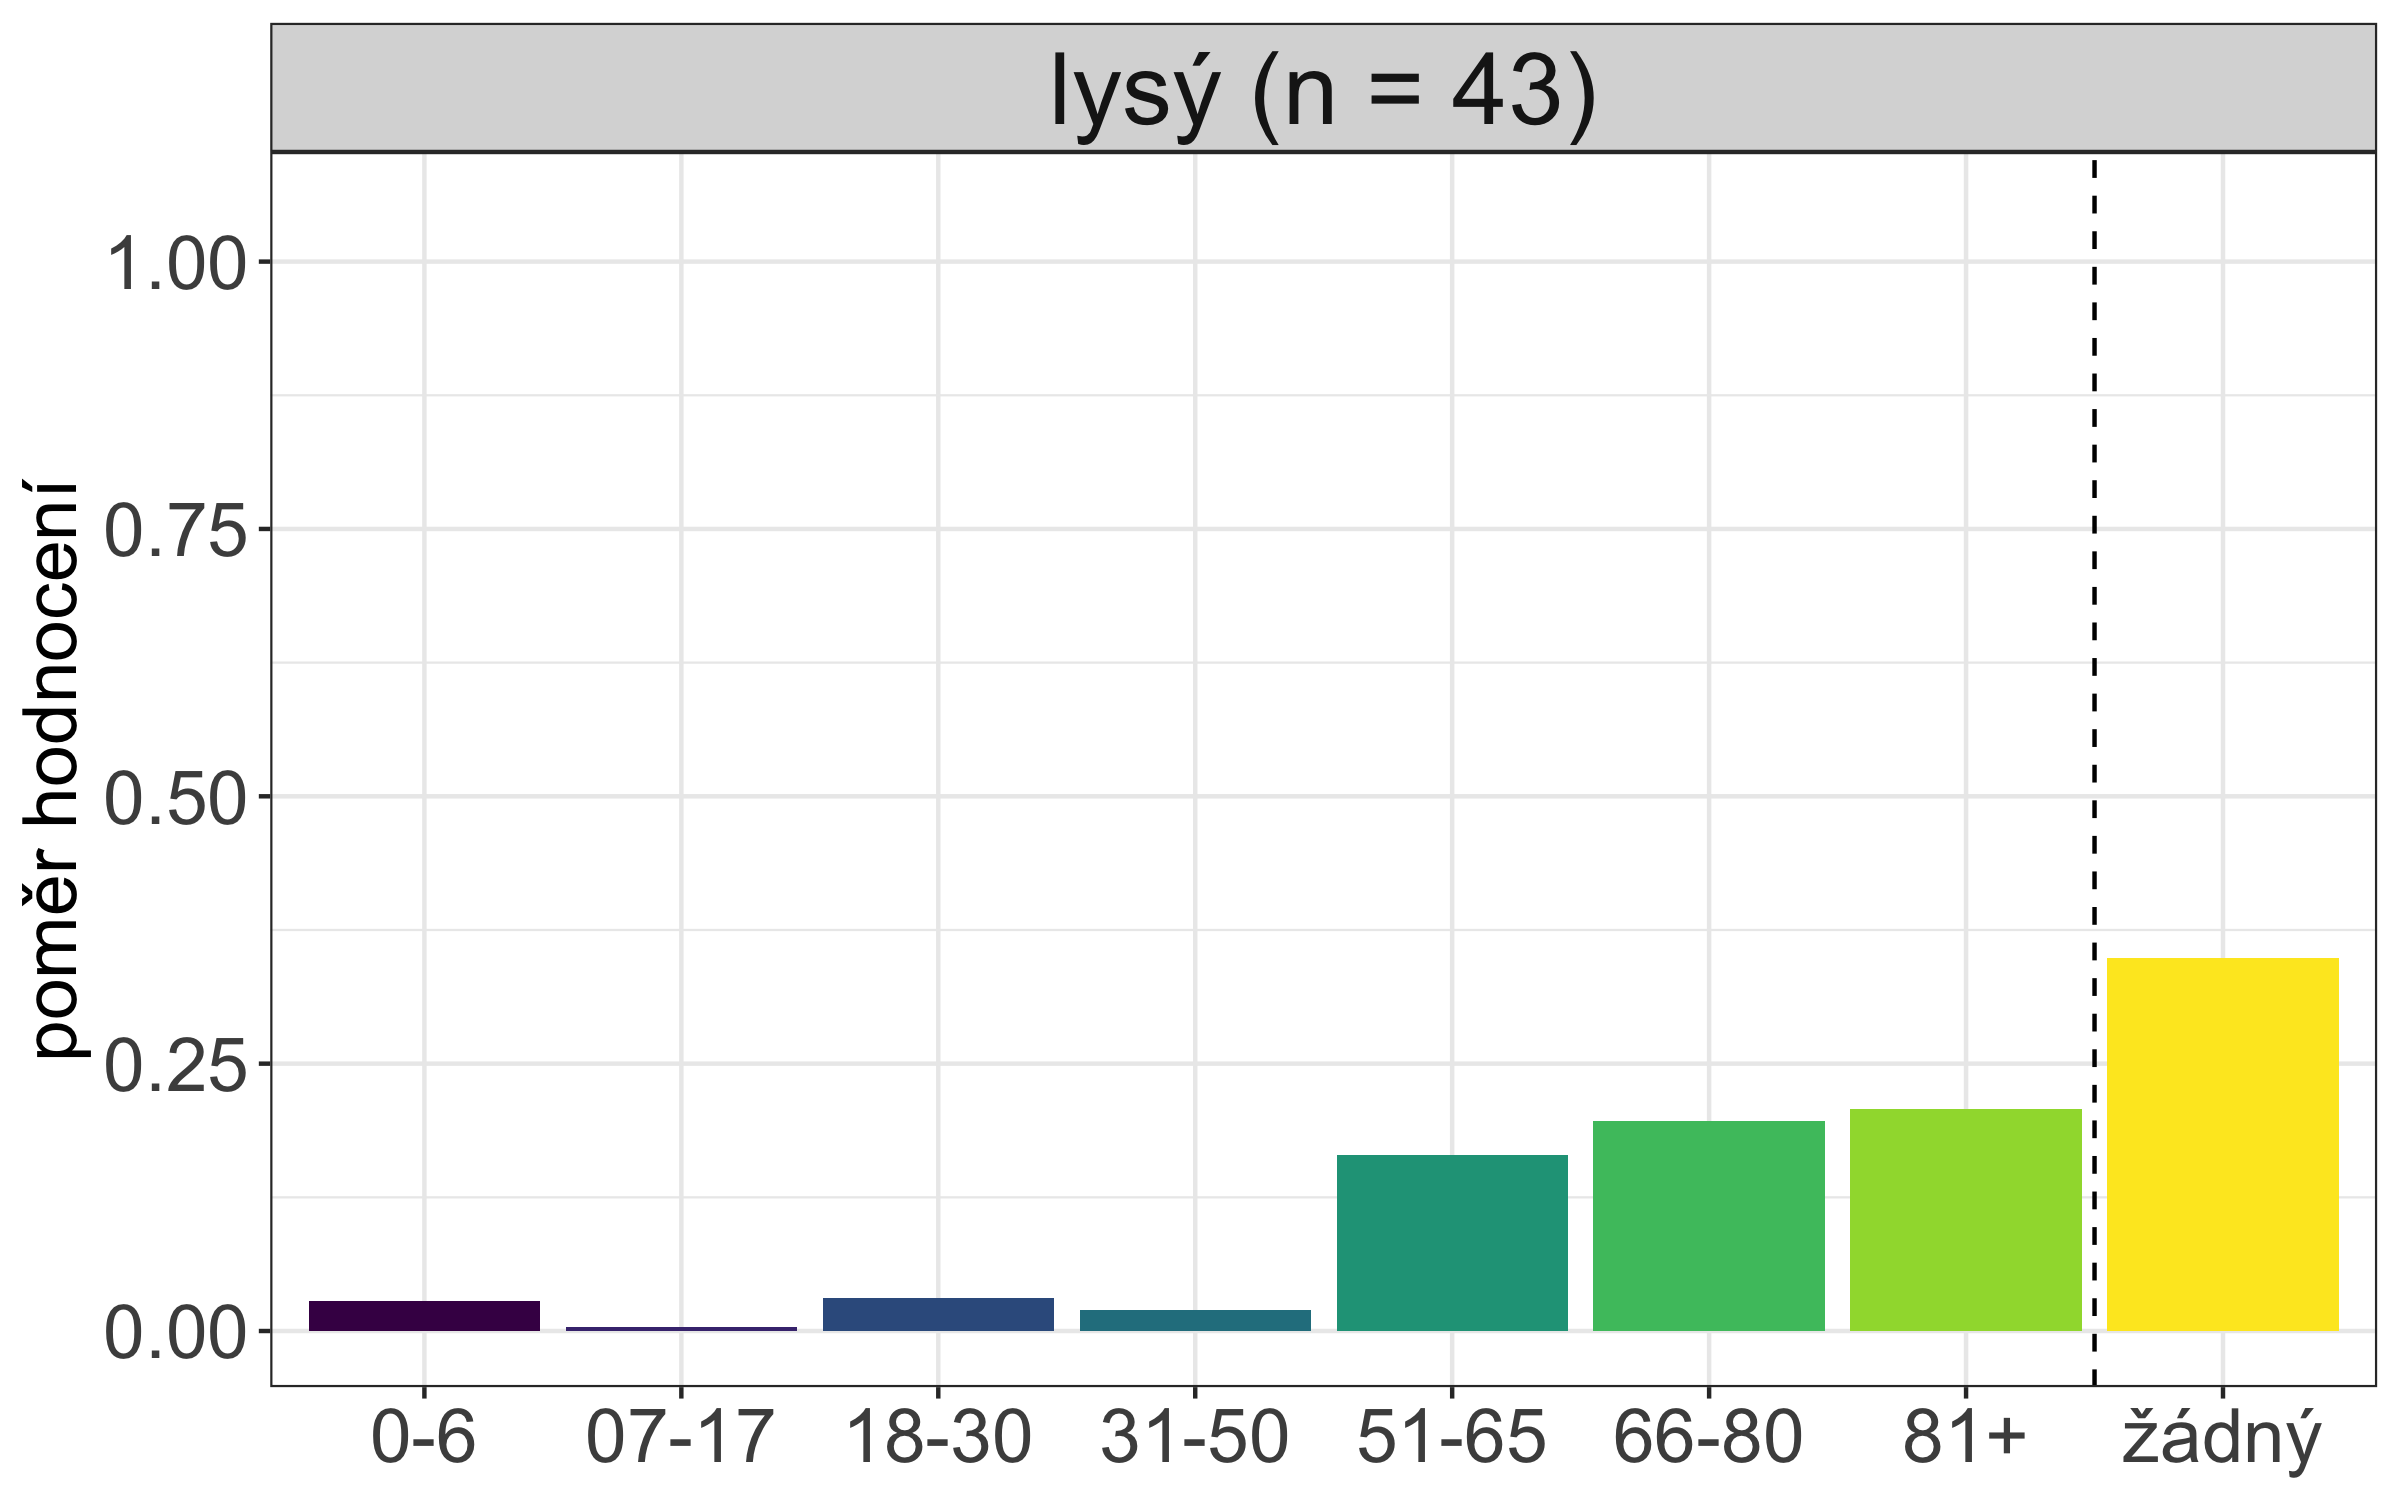 lysý (n = 43)
poměr hodnocení
1.00
0.75
0.50
0.25
0.00
0-6 07-17 18-30 31-50 51-65 66-80 81+ žádný